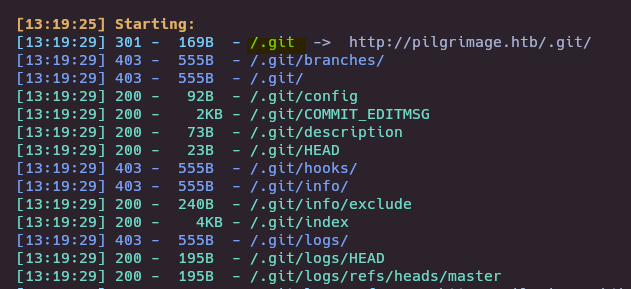 [13:19:25] Starting:
[13:19:29] 301 -  169B  - /.git  ->  http://pilgrimage.htb/.git/
[13:19:29] 403 -  555B  - /.git/branches/
[13:19:29] 403 -  555B  - /.git/
[13:19:29] 200 -   92B  - /.git/config
[13:19:29] 200 -    2KB - /.git/COMMIT_EDITMSG
[13:19:29] 200 -   73B  - /.git/description
[13:19:29] 200 -   23B  - /.git/HEAD
[13:19:29] 403 -  555B  - /.git/hooks/
[13:19:29] 403 -  555B  - /.git/info/
[13:19:29] 200 -  240B  - /.git/info/exclude
[13:19:29] 200 -    4KB - /.git/index
[13:19:29] 403 -  555B  - /.git/logs/
[13:19:29] 200 -  195B  - /.git/logs/HEAD
[13:19:29] 200 -  195B  - /.git/logs/refs/heads/master